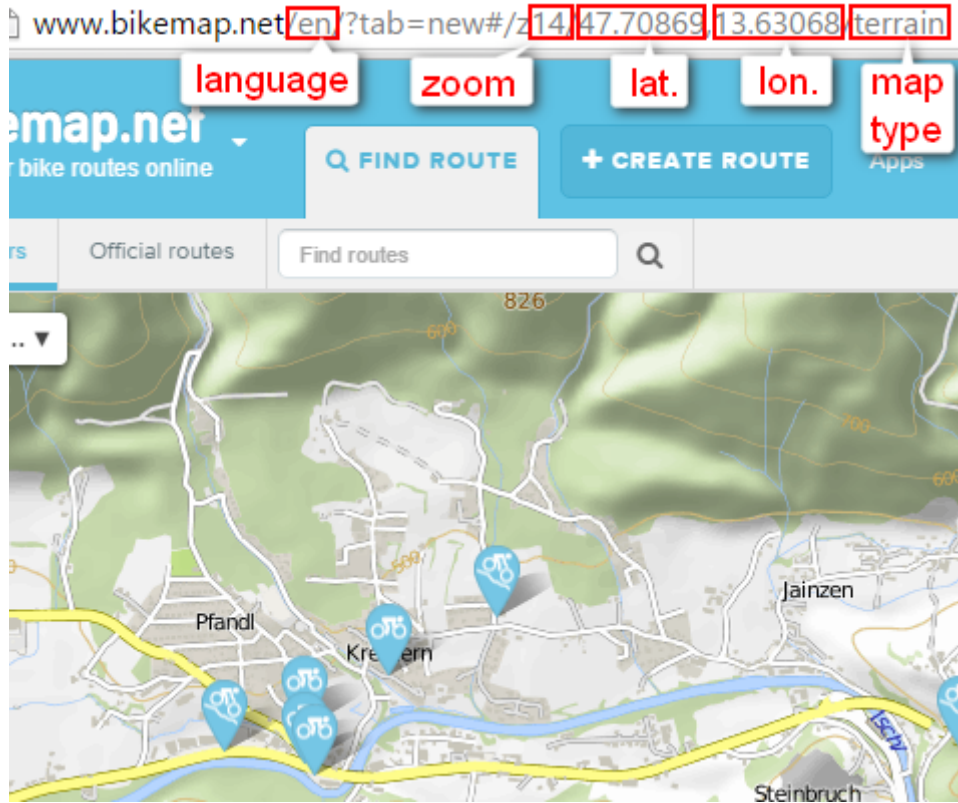 www.bikemap.net/en/?tab=new#/z14/47.70869,13.63068/terrain
language
zoom
lat.
lon.
map
type
emap.net
bike routes online
FIND ROUTE
+ CREATE ROUTE
Apps
rs
Official routes
Find routes
.. ▼
826
600
700
600
600
Jainzen
Pfandl
Ischl
Steinbruch